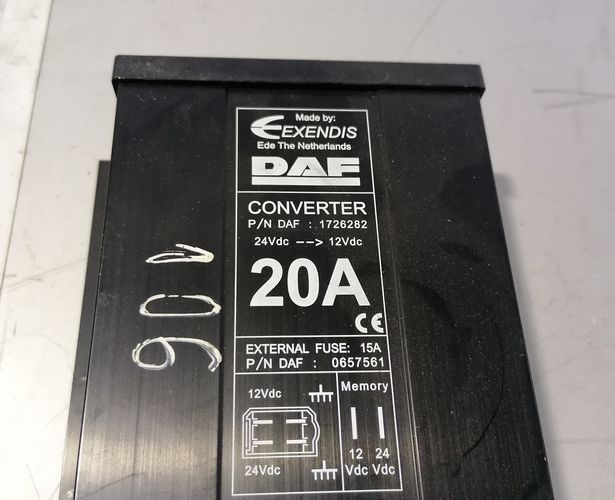 Made by:
EXENDIS
Ede The Netherlands
DAF
CONVERTER
P/N DAF : 1726282
24Vdc --> 12Vdc
20A
CE
EXTERNAL FUSE: 15A
P/N DAF : 0657561
12Vdc
Memory
12 24
Vdc Vdc
24Vdc